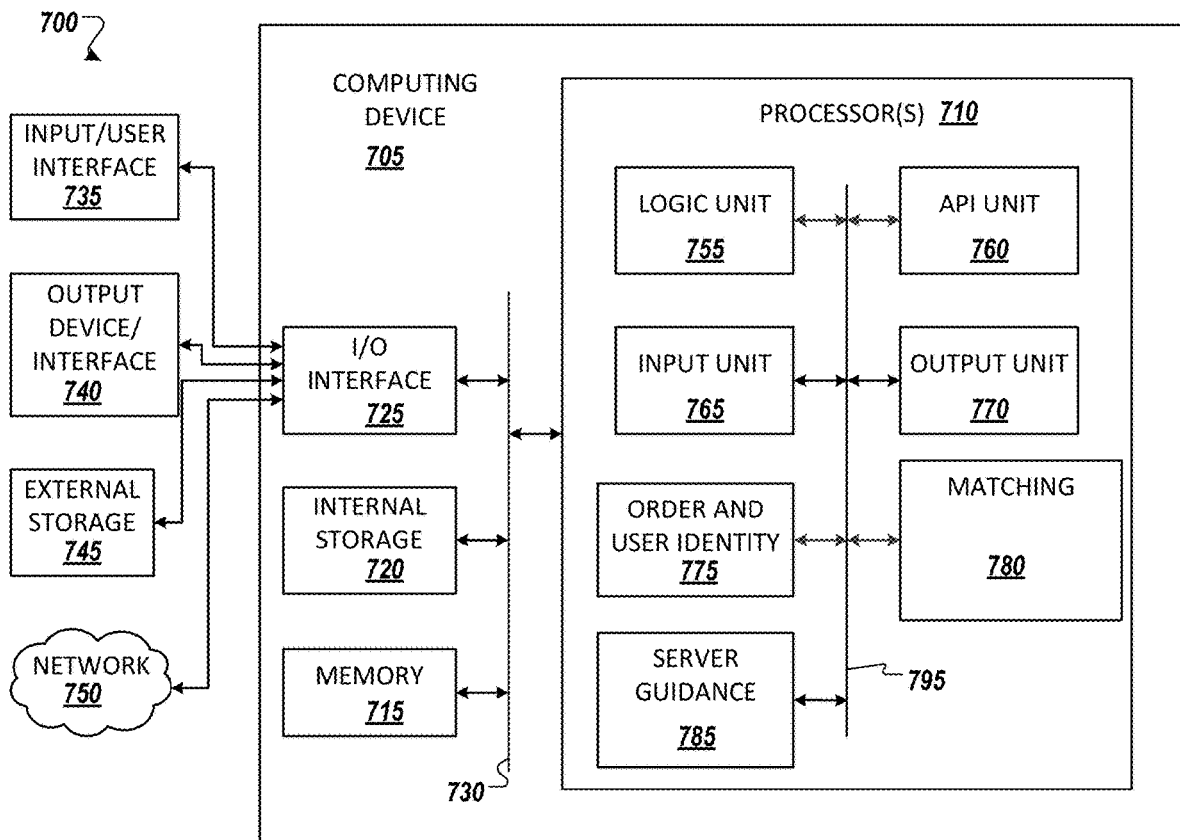 700
COMPUTING
DEVICE
705
PROCESSOR(S) 710
INPUT/USER
INTERFACE
735
OUTPUT
DEVICE/
INTERFACE
740
EXTERNAL
STORAGE
745
NETWORK
750
I/O
INTERFACE
725
INTERNAL
STORAGE
720
MEMORY
715
730
LOGIC UNIT
755
API UNIT
760
INPUT UNIT
765
OUTPUT UNIT
770
ORDER AND
USER IDENTITY
775
MATCHING
780
SERVER
GUIDANCE
785
795